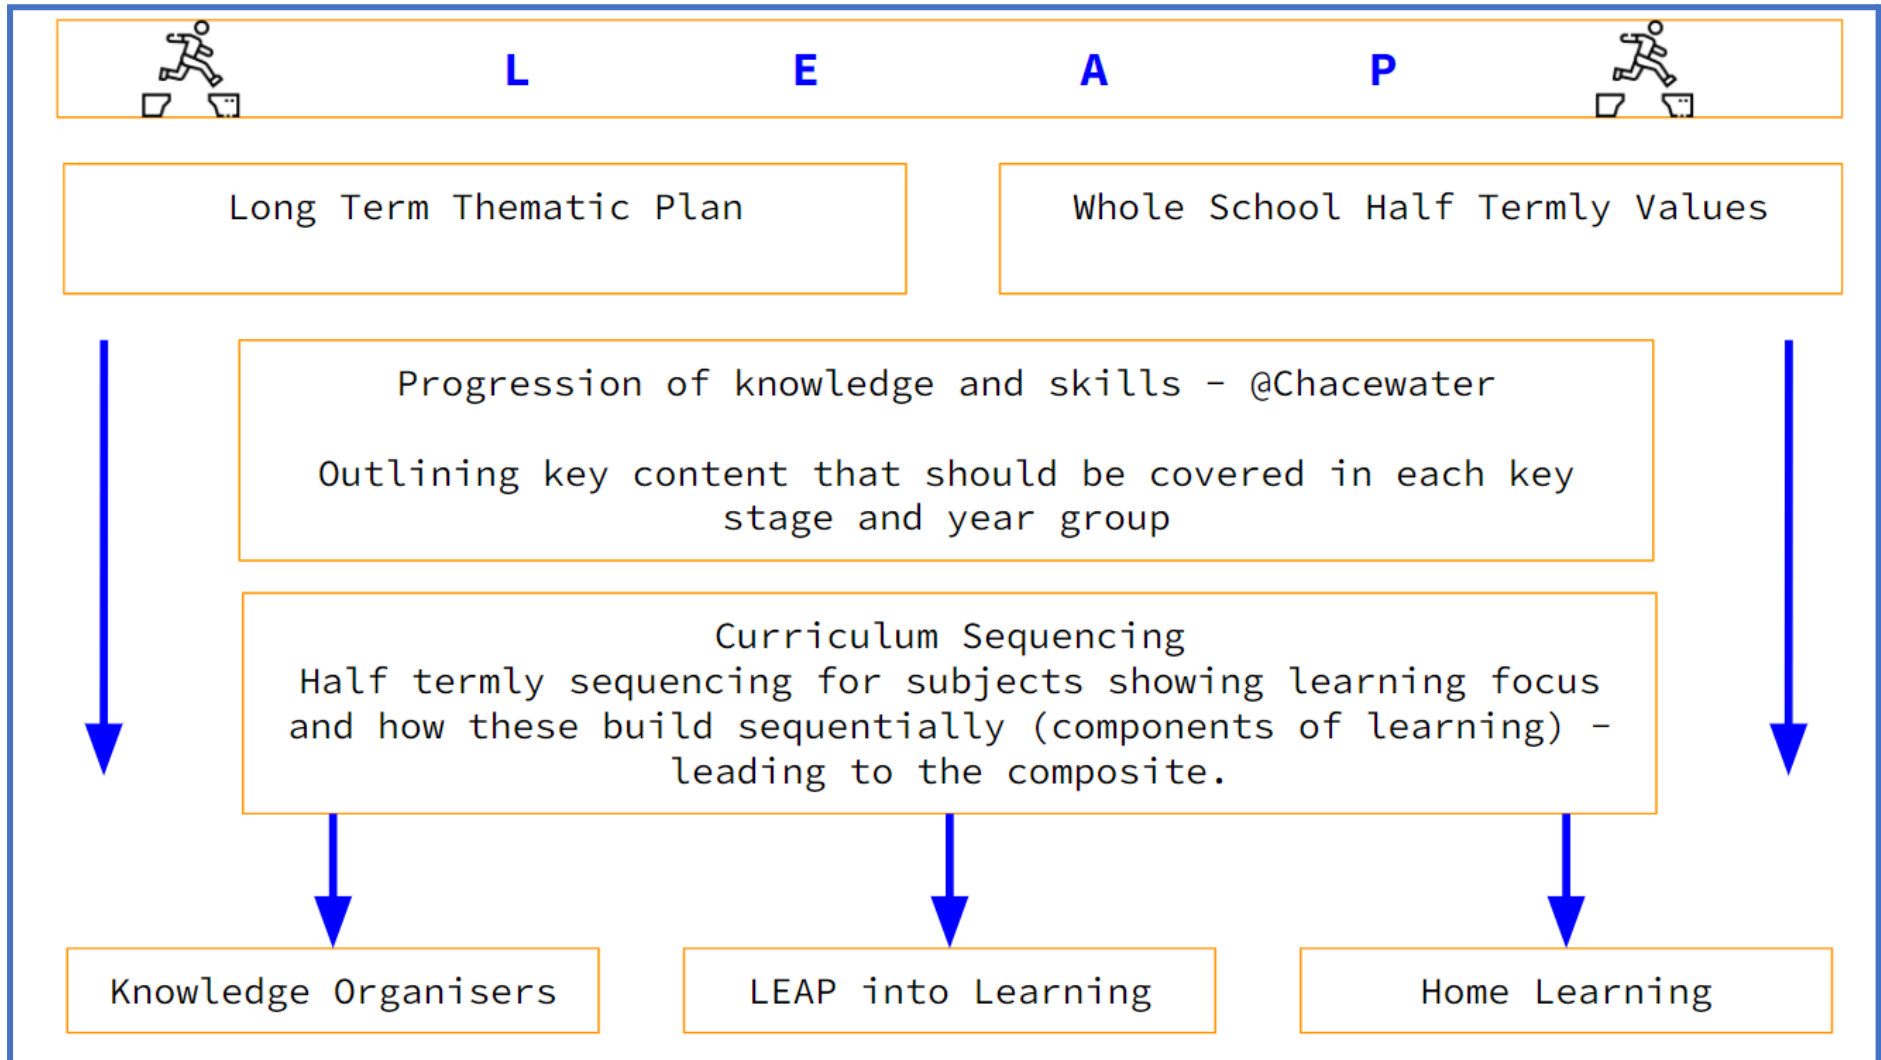 L E A P
Long Term Thematic Plan
Whole School Half Termly Values
Progression of knowledge and skills - @Chacewater
Outlining key content that should be covered in each key
stage and year group
Curriculum Sequencing
Half termly sequencing for subjects showing learning focus
and how these build sequentially (components of learning) -
leading to the composite.
Knowledge Organisers
LEAP into Learning
Home Learning